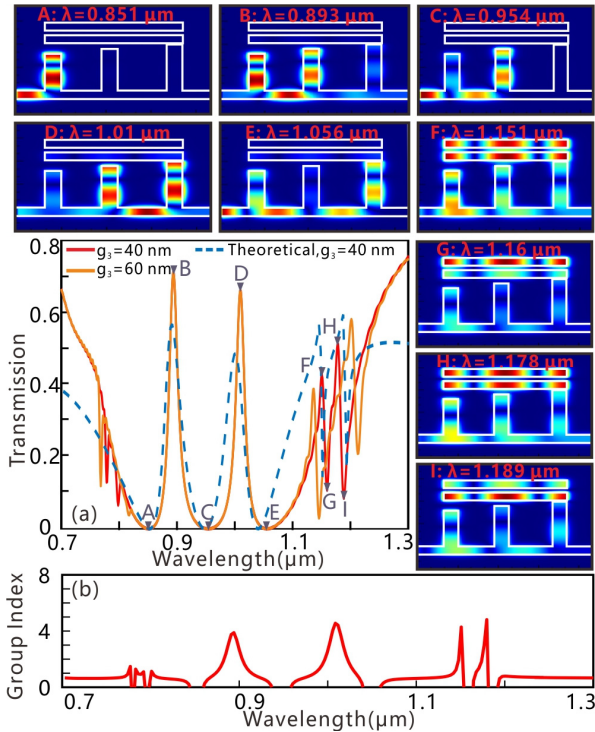 A: λ=0.851 μm
B: λ=0.893 μm
C: λ=0.954 μm
D: λ=1.01 μm
E: λ=1.056 μm
F: λ=1.151 μm
0.8
g₃=40 nm
Theoretical,g₃=40 nm
g₃=60 nm
B
D
G: λ=1.16 μm
0.6
H
F
Transmission
0.4
H: λ=1.178 μm
0.2
G
I
I: λ=1.189 μm
(a)
A
C
E
0
0.7
0.9
1.1
1.3
Wavelength(μm)
8
(b)
Group Index
4
0
0.7
0.9
1.1
1.3
Wavelength(μm)